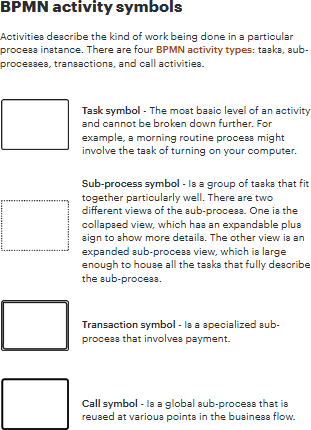 BPMN activity symbols
Activities describe the kind of work being done in a particular
process instance. There are four BPMN activity types: tasks, sub-
processes, transactions, and call activities.
Task symbol - The most basic level of an activity
and cannot be broken down further. For
example, a morning routine process might
involve the task of turning on your computer.
Sub-process symbol - Is a group of tasks that fit
together particularly well. There are two
different views of the sub-process. One is the
collapsed view, which has an expandable plus
sign to show more details. The other view is an
expanded sub-process view, which is large
enough to house all the tasks that fully describe
the sub-process.
Transaction symbol - Is a specialized sub-
process that involves payment.
Call symbol - Is a global sub-process that is
reused at various points in the business flow.